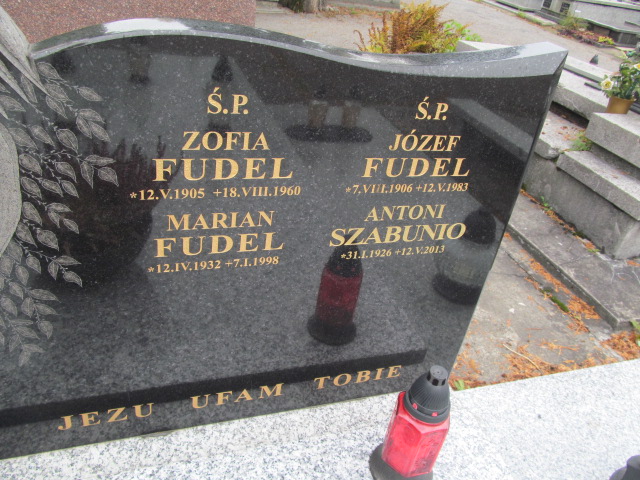 Ś.P.
ZOFIA
FUDEL
*12.V.1905 +18.VIII.1960
MARIAN
FUDEL
*12.IV.1932 +7.I.1998
Ś.P.
JÓZEF
FUDEL
*7.VIII.1906 +12.V.1983
ANTONI
SZABUNIO
*31.I.1926 +12.V.2013
JEZU UFAM TOBIE